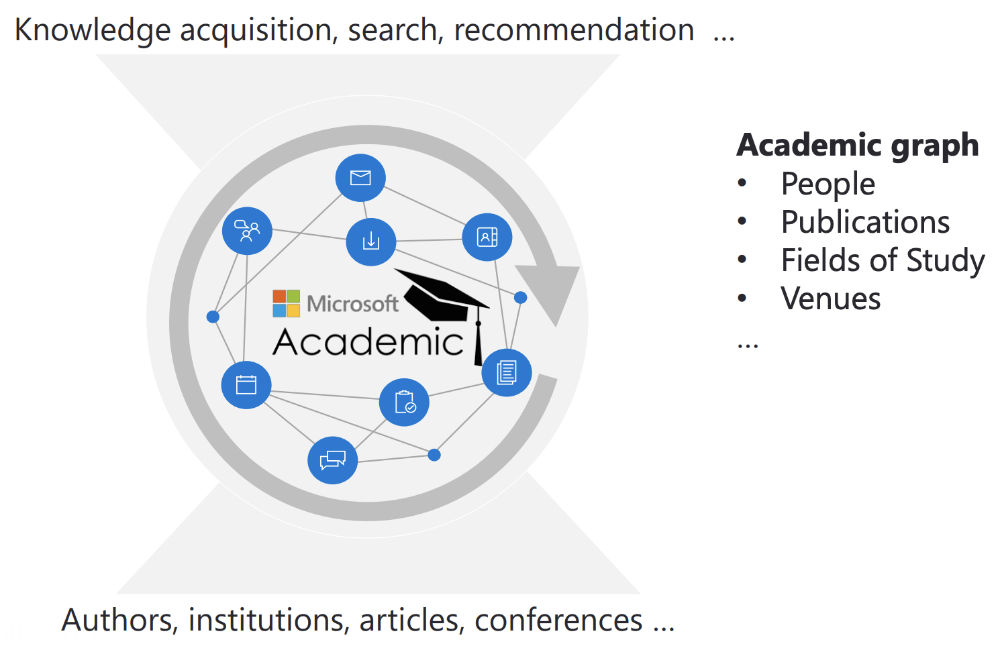 Knowledge acquisition, search, recommendation ...
Academic graph
• People
• Publications
• Fields of Study
• Venues
...
Microsoft
Academic
Authors, institutions, articles, conferences ...